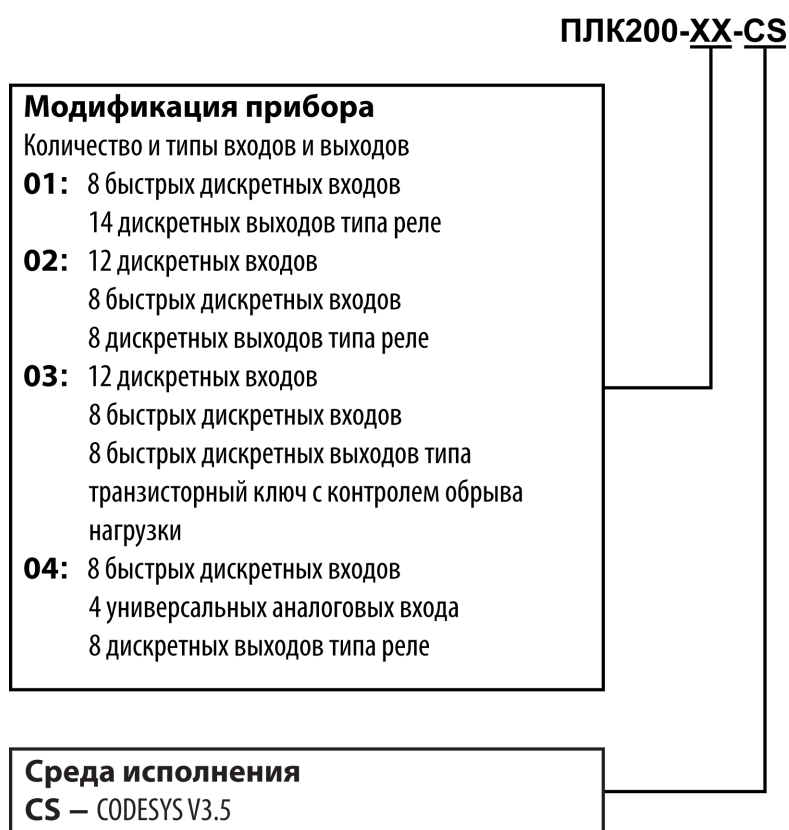 ПЛК200-XX-CS
Модификация прибора
Количество и типы входов и выходов
01: 8 быстрых дискретных входов
14 дискретных выходов типа реле
02: 12 дискретных входов
8 быстрых дискретных входов
8 дискретных выходов типа реле
03: 12 дискретных входов
8 быстрых дискретных входов
8 быстрых дискретных выходов типа
транзисторный ключ с контролем обрыва
нагрузки
04: 8 быстрых дискретных входов
4 универсальных аналоговых входа
8 дискретных выходов типа реле
Среда исполнения
CS – CODESYS V3.5